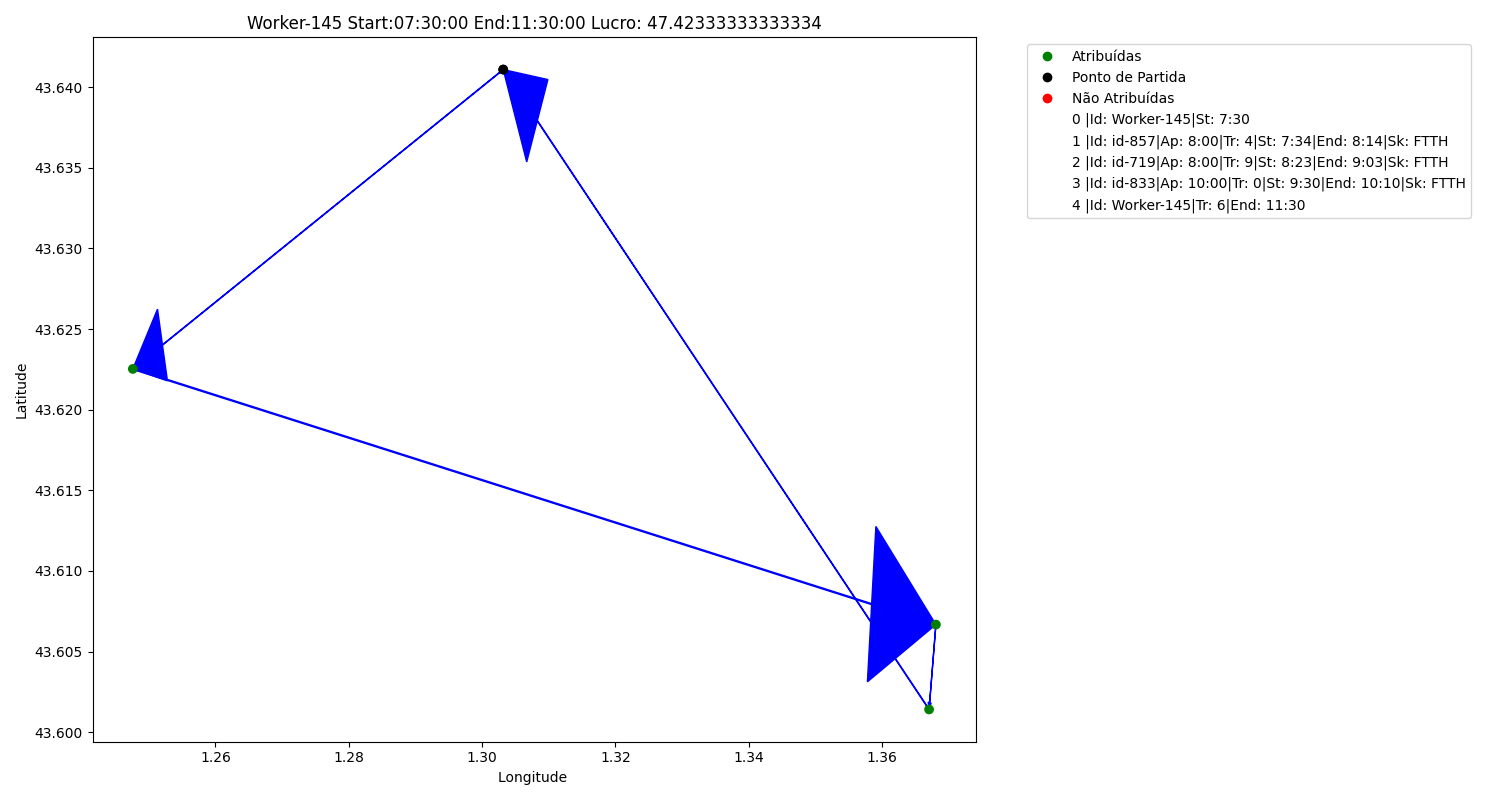 Worker-145 Start:07:30:00 End:11:30:00 Lucro: 47.42333333333334
Atribuídas
Ponto de Partida
Não Atribuídas
0 |Id: Worker-145|St: 7:30
1 |Id: id-857|Ap: 8:00|Tr: 4|St: 7:34|End: 8:14|Sk: FTTH
2 |Id: id-719|Ap: 8:00|Tr: 9|St: 8:23|End: 9:03|Sk: FTTH
3 |Id: id-833|Ap: 10:00|Tr: 0|St: 9:30|End: 10:10|Sk: FTTH
4 |Id: Worker-145|Tr: 6|End: 11:30
Latitude
43.640
43.635
43.630
43.625
43.620
43.615
43.610
43.605
43.600
1.26 1.28 1.30 1.32 1.34 1.36
Longitude